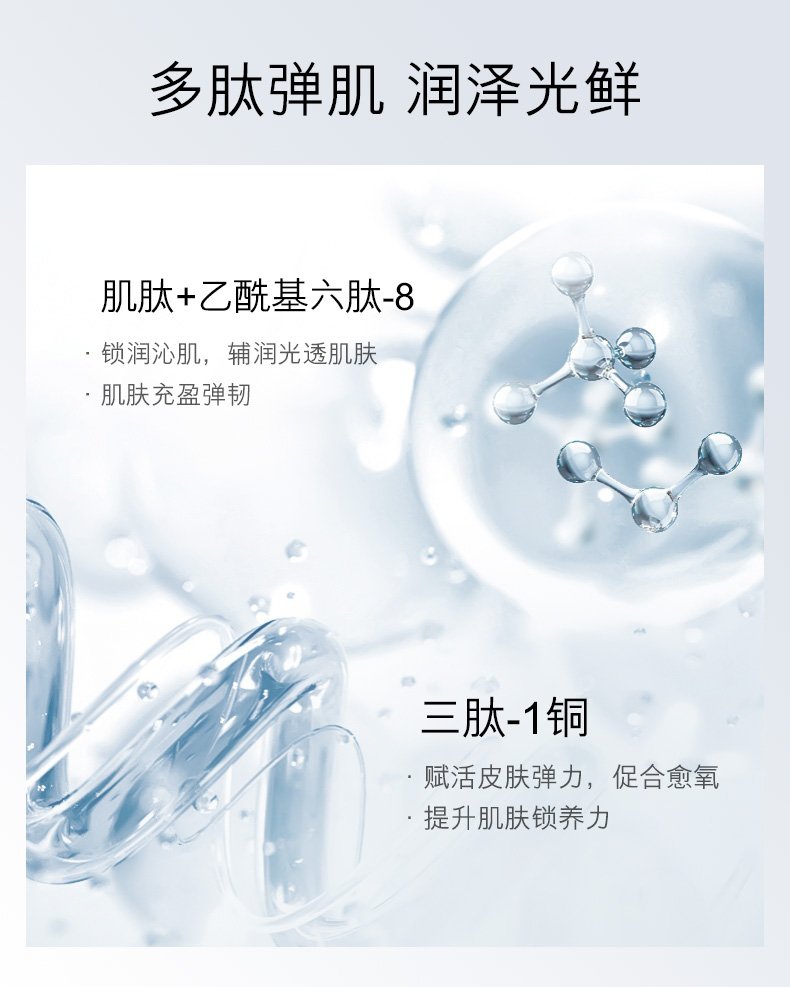 多肽弹肌 润泽光鲜
肌肽+乙酰基六肽-8
· 锁润沁肌，辅润光透肌肤
· 肌肤充盈弹韧
三肽-1铜
· 赋活皮肤弹力，促合愈氧
· 提升肌肤锁养力